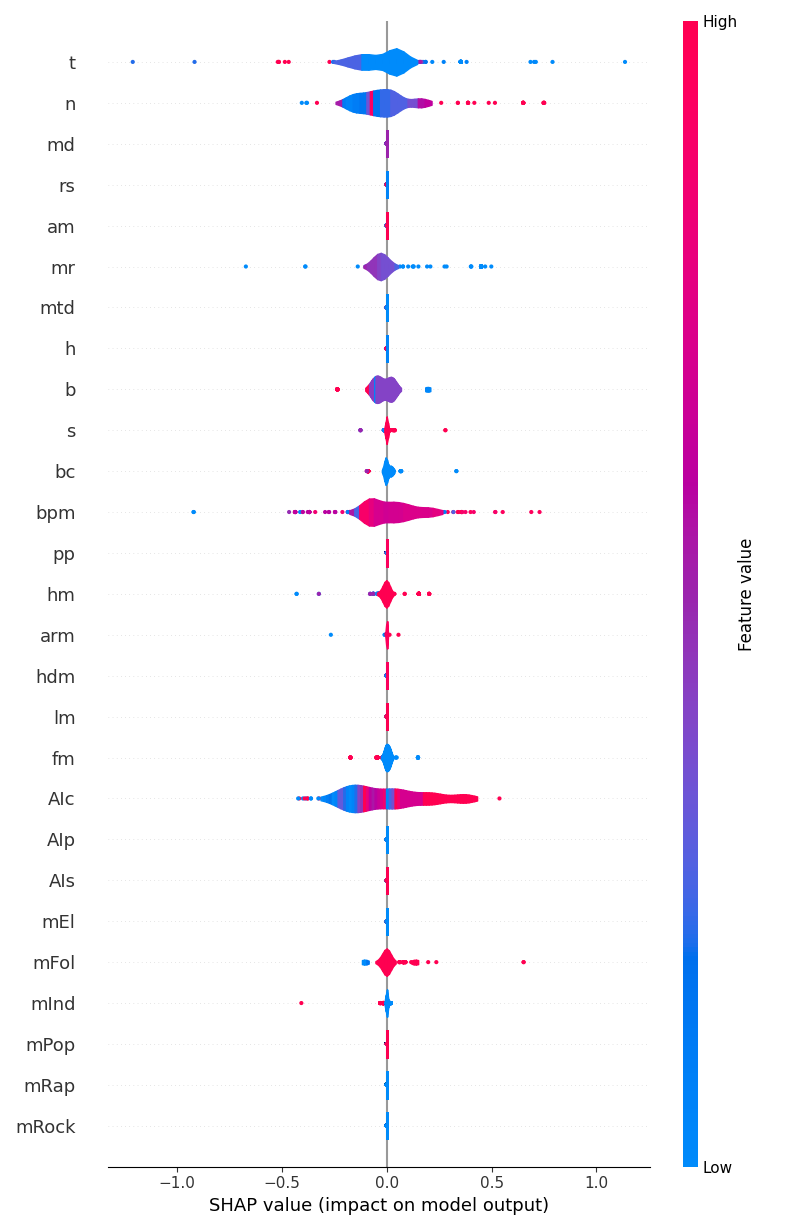 High
t
n
md
rs
am
mr
mtd
h
b
s
bc
bpm
pp
hm
arm
hdm
lm
fm
AIc
AIp
AIs
mEl
mFol
mInd
mPop
mRap
mRock
Feature value
Low
−1.0 −0.5 0.0 0.5 1.0
SHAP value (impact on model output)